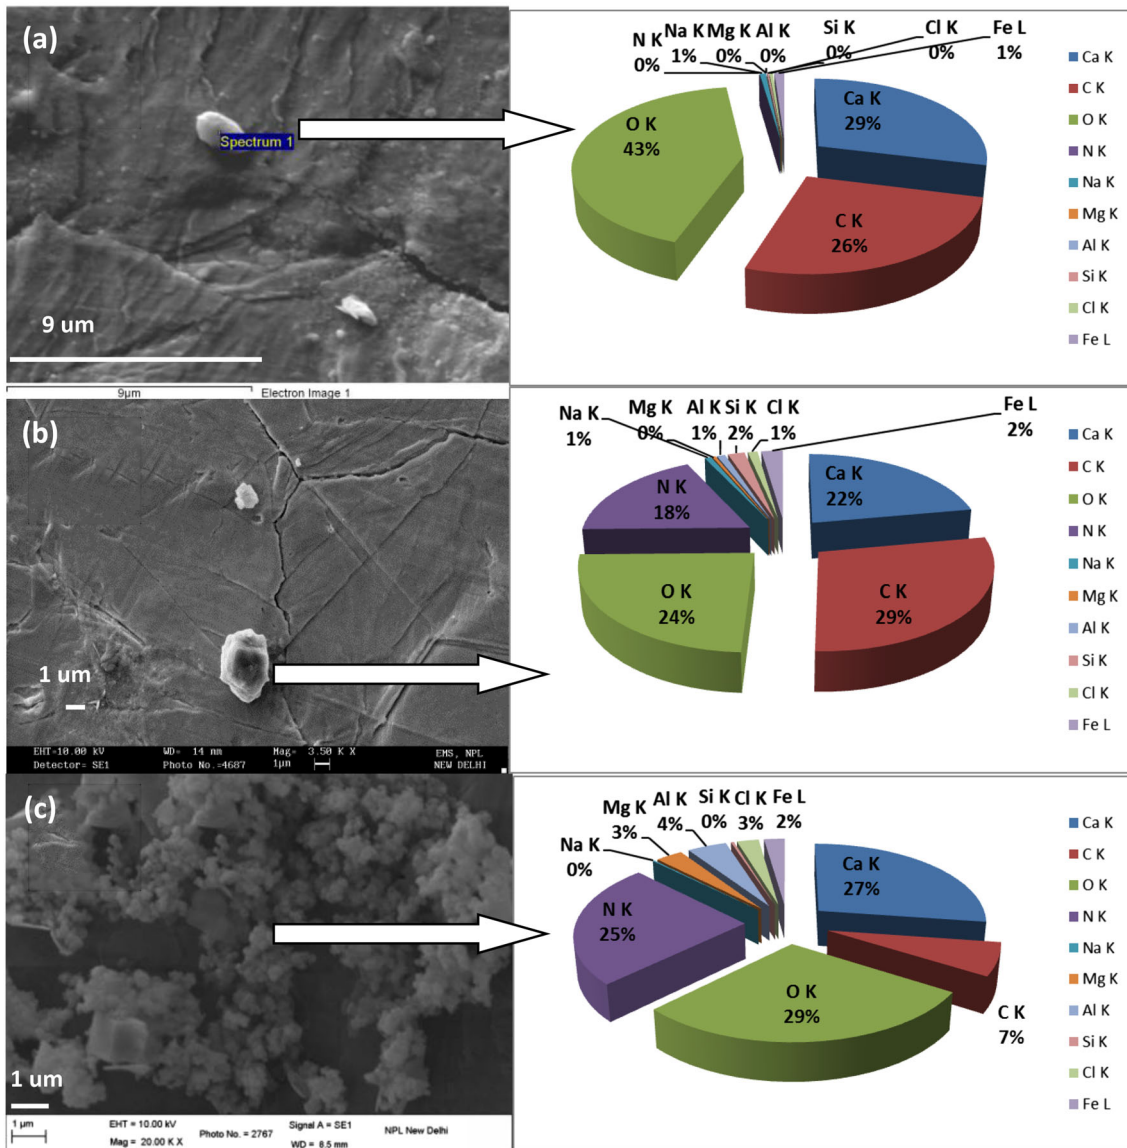 (a)
Spectrum 1
9 um
9µm
Electron Image 1
N K
0%
Na K
1%
Mg K
0%
Al K
0%
Si K
0%
Cl K
0%
Fe L
1%
O K
43%
Ca K
29%
C K
26%
Ca K
C K
O K
N K
Na K
Mg K
Al K
Si K
Cl K
Fe L
(b)
1 um
EHT=10.00 kV
WD= 14 mm
Mag= 3.50 K X
EMS, NPL
Detector= SE1
Photo No.=4687
1µm
NEW DELHI
Na K
1%
Mg K
0%
Al K
1%
Si K
2%
Cl K
1%
Fe L
2%
N K
18%
Ca K
22%
O K
24%
C K
29%
Ca K
C K
O K
N K
Na K
Mg K
Al K
Si K
Cl K
Fe L
(c)
1 um
1 µm
EHT = 10.00 kV
Mag = 20.00 K X
Photo No. = 2767
Signal A = SE1
WD = 8.5 mm
NPL New Delhi
Na K
0%
Mg K
3%
Al K
4%
Si K
0%
Cl K
3%
Fe L
2%
N K
25%
Ca K
27%
O K
29%
C K
7%
Ca K
C K
O K
N K
Na K
Mg K
Al K
Si K
Cl K
Fe L